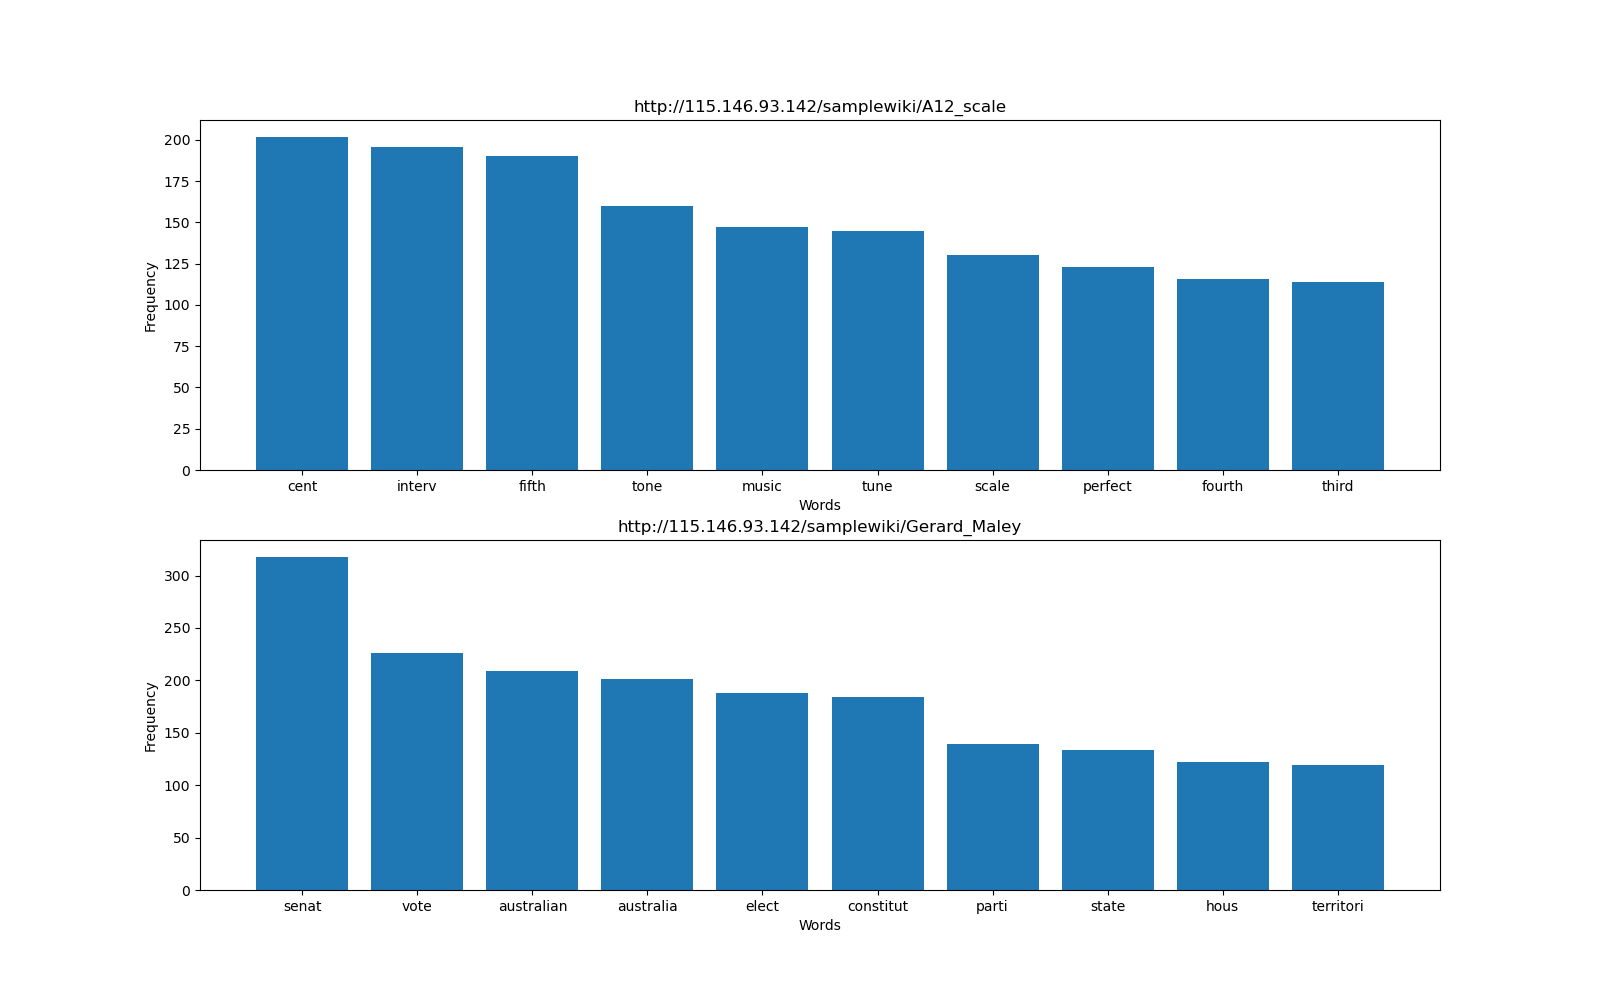 http://115.146.93.142/samplewiki/A12_scale
200
175
150
125
100
75
50
25
0
Frequency
cent interv fifth tone music tune scale perfect fourth third
Words
http://115.146.93.142/samplewiki/Gerard_Maley
300
250
200
150
100
50
0
Frequency
senat vote australian australia elect constitut parti state hous territori
Words